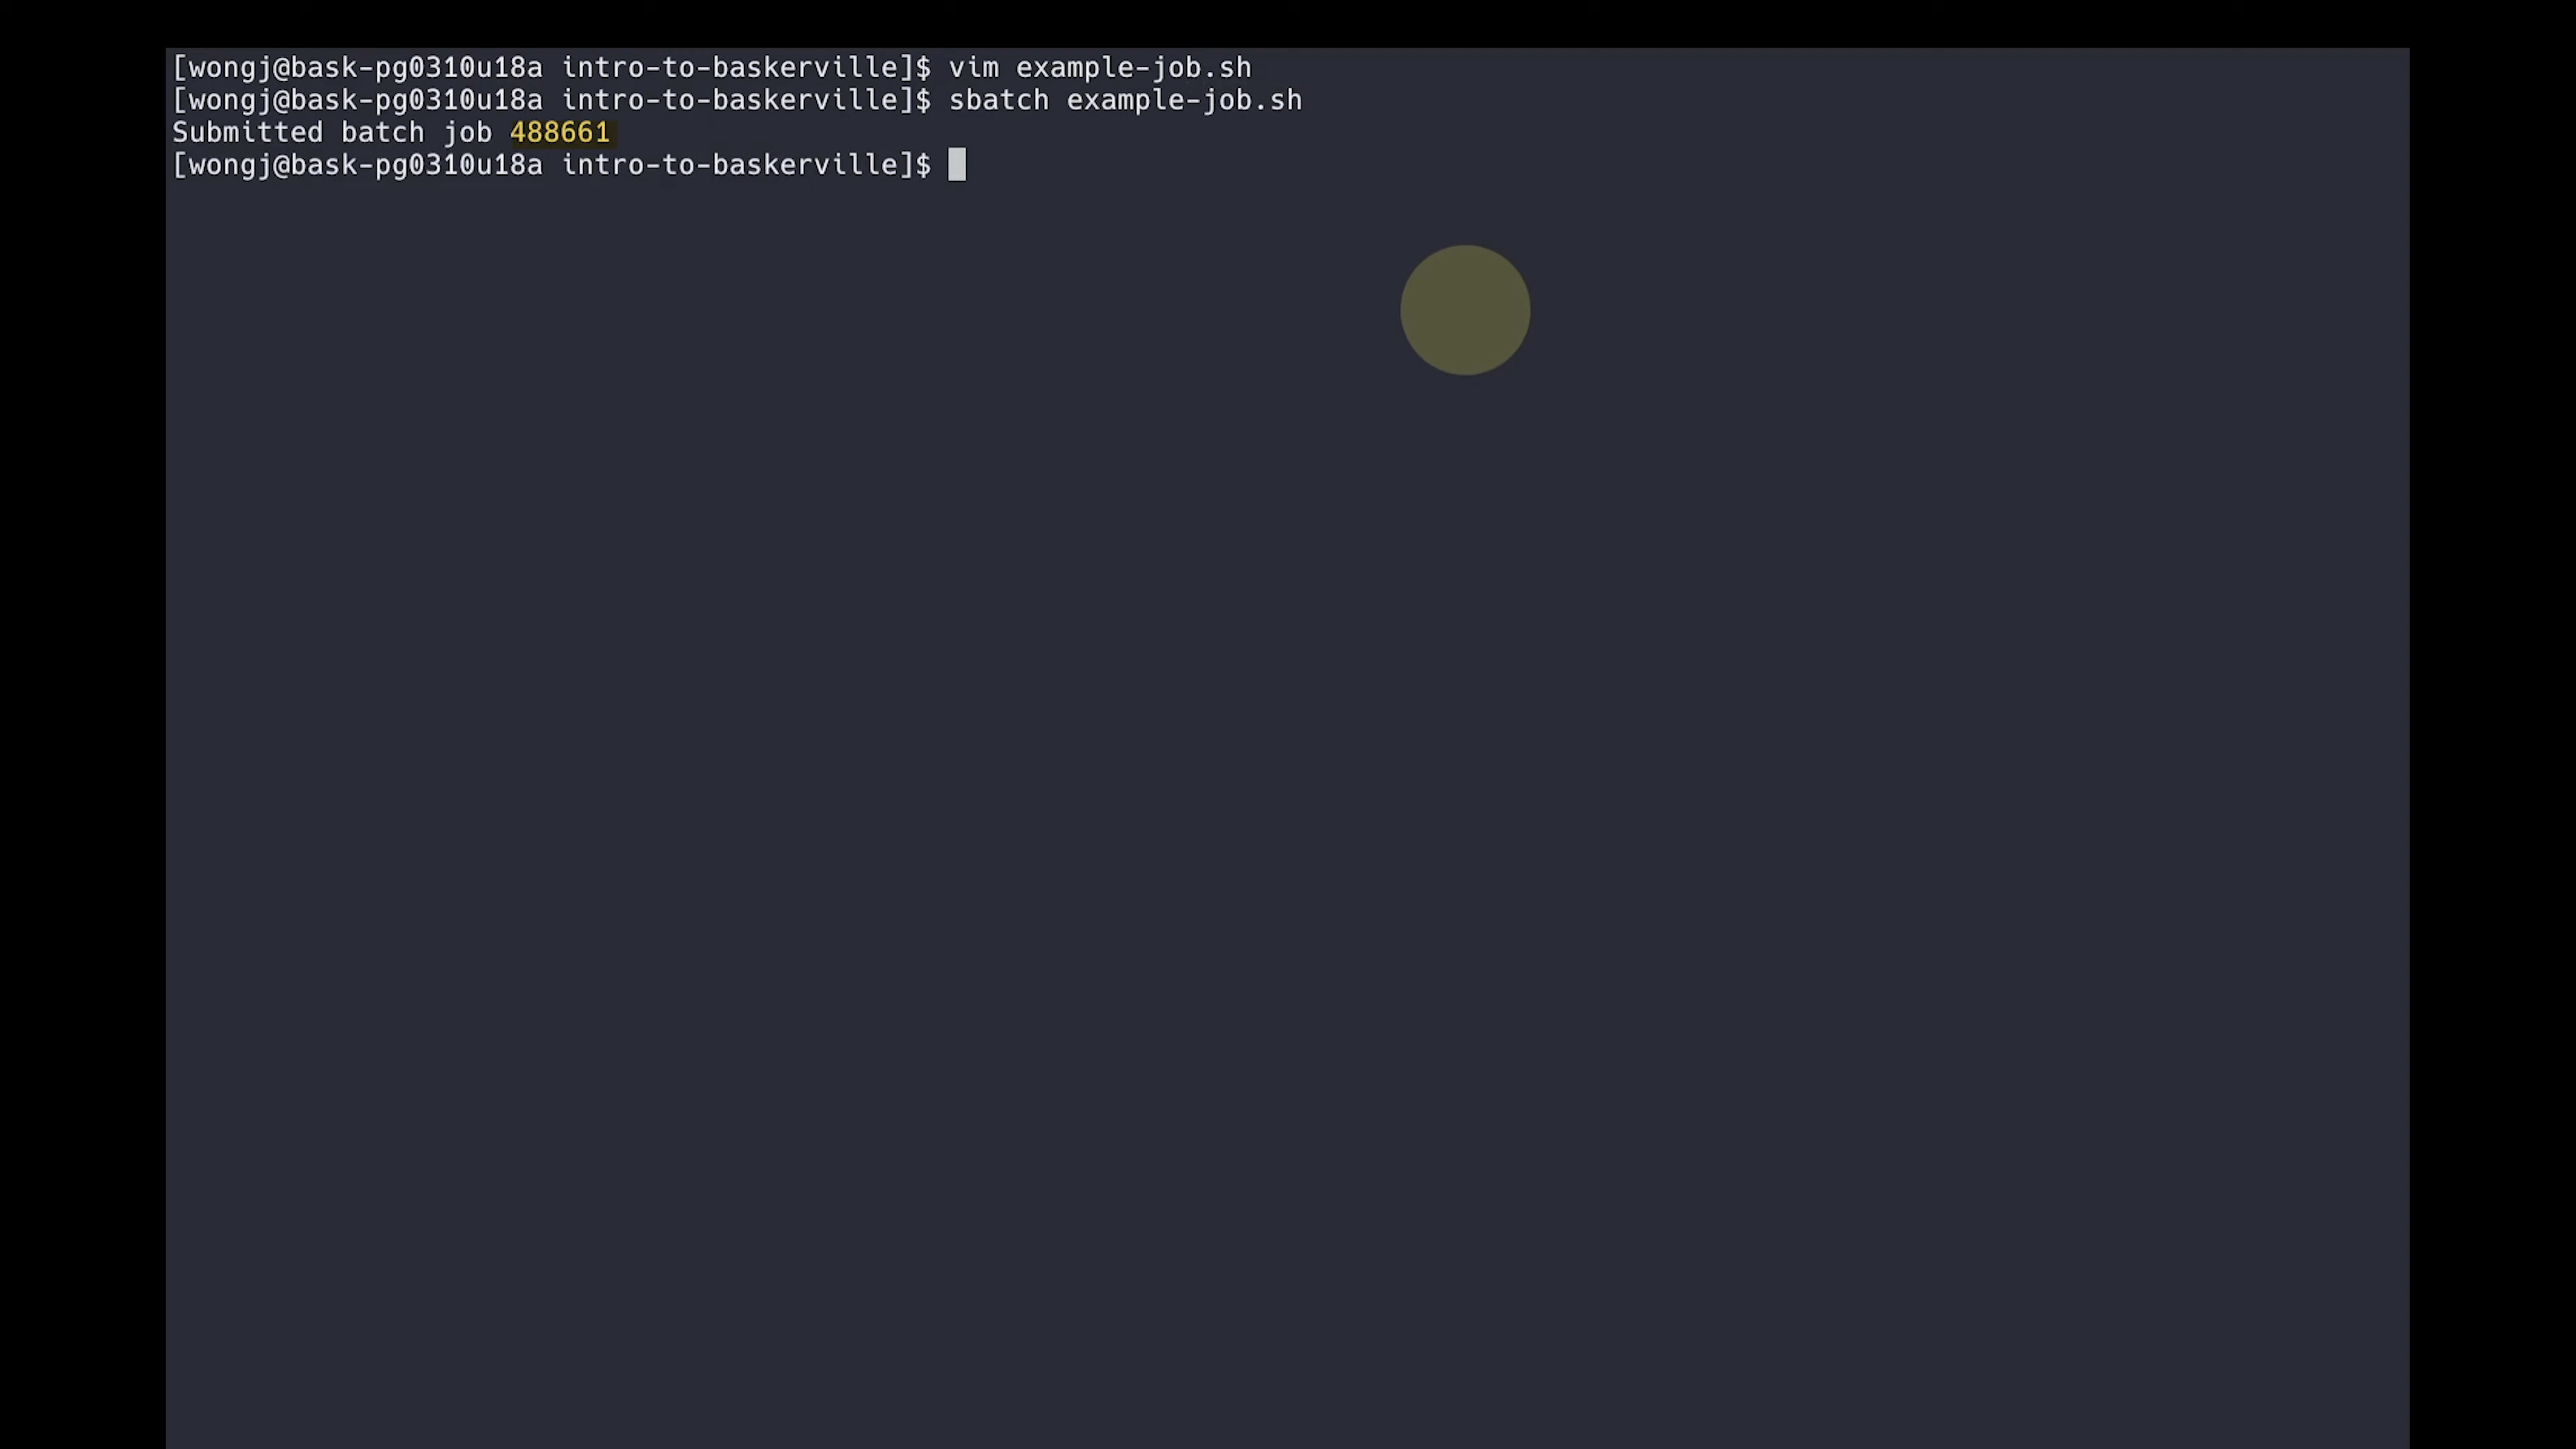 [wongj@bask-pg0310u18a intro-to-baskerville]$ vim example-job.sh
[wongj@bask-pg0310u18a intro-to-baskerville]$ sbatch example-job.sh
Submitted batch job 488661
[wongj@bask-pg0310u18a intro-to-baskerville]$